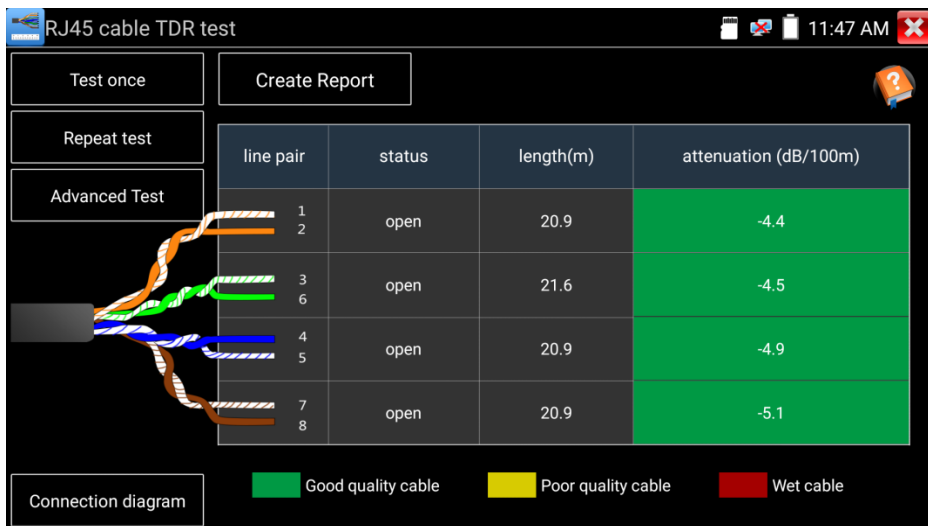 RJ45 cable TDR test
11:47 AM
Test once
Create Report
Repeat test
Advanced Test
line pair status length(m) attenuation (dB/100m)
1
2
open 20.9 -4.4
3
6
open 21.6 -4.5
4
5
open 20.9 -4.9
7
8
open 20.9 -5.1
Good quality cable Poor quality cable Wet cable
Connection diagram